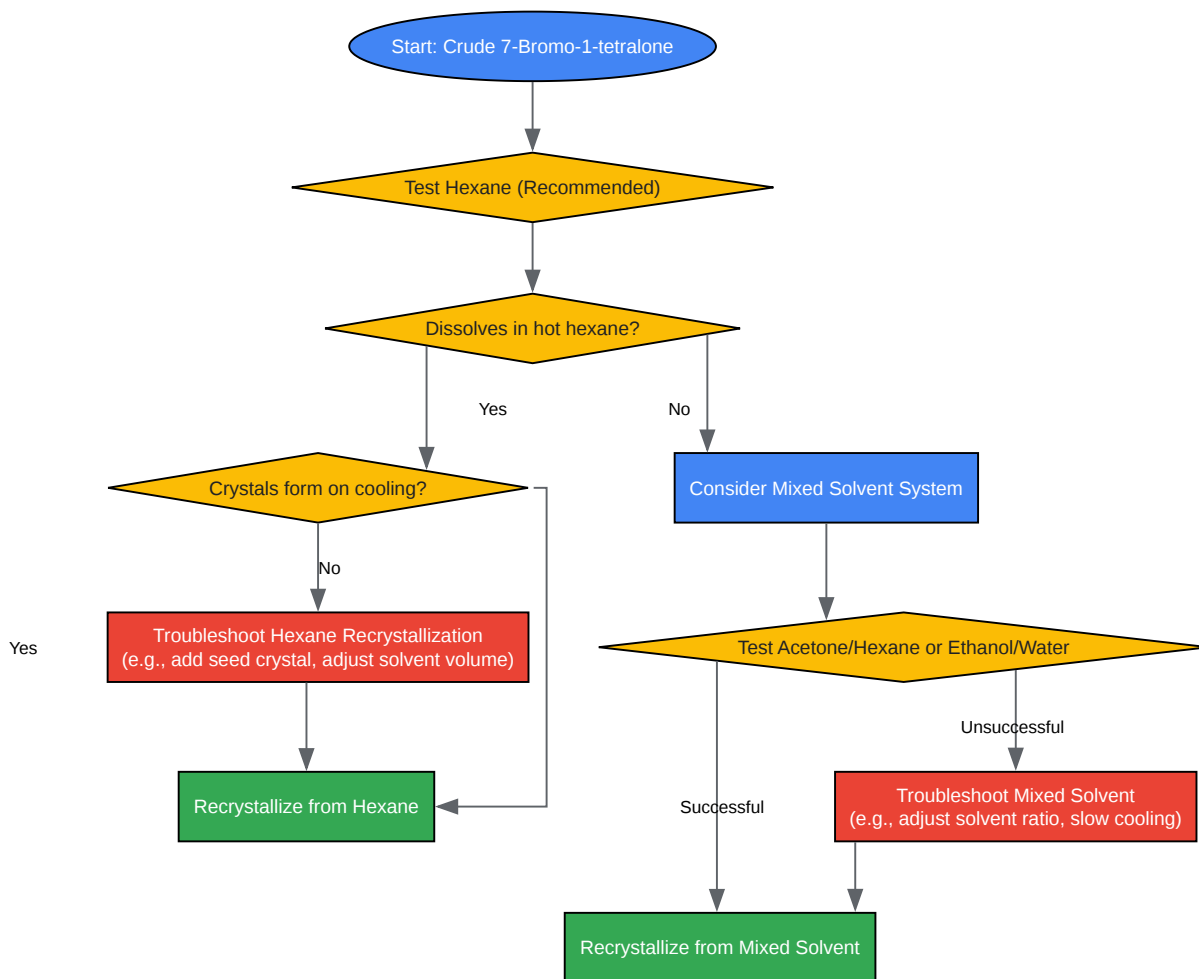 Start: Crude 7-Bromo-1-tetralone
Test Hexane (Recommended)
Dissolves in hot hexane?
Yes
No
Crystals form on cooling?
Consider Mixed Solvent System
No
Yes
Troubleshoot Hexane Recrystallization
(e.g., add seed crystal, adjust solvent volume)
Test Acetone/Hexane or Ethanol/Water
Unsuccessful
Recrystallize from Hexane
Successful
Troubleshoot Mixed Solvent
(e.g., adjust solvent ratio, slow cooling)
Recrystallize from Mixed Solvent